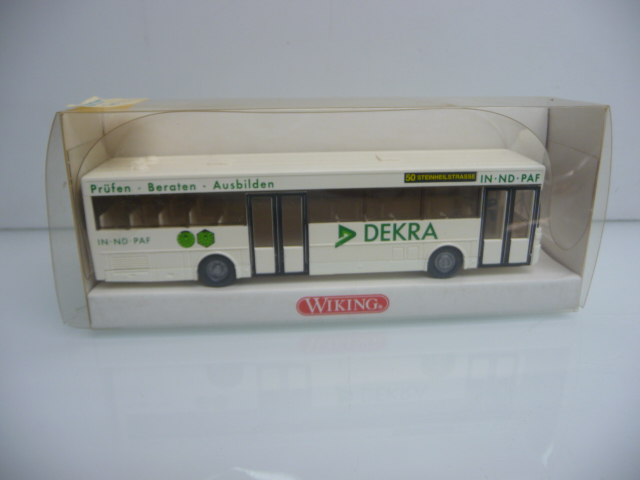 Prüfen · Beraten · Ausbilden
50 STEINHEILSTRASSE
IN·ND·PAF
IN·ND·PAF
DEKRA
WIKING®